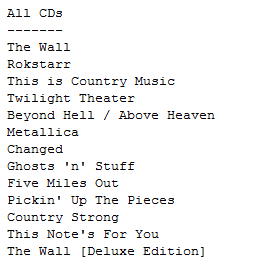 All CDs
-------
The Wall
Rokstarr
This is Country Music
Twilight Theater
Beyond Hell / Above Heaven
Metallica
Changed
Ghosts 'n' Stuff
Five Miles Out
Pickin' Up The Pieces
Country Strong
This Note's For You
The Wall [Deluxe Edition]